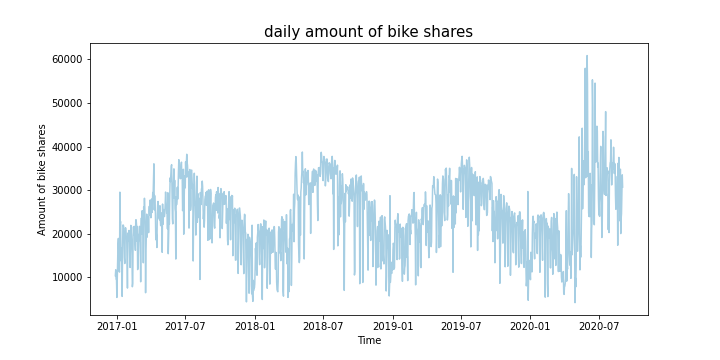 daily amount of bike shares
60000
50000
40000
30000
20000
10000
Amount of bike shares
2017-01 2017-07 2018-01 2018-07 2019-01 2019-07 2020-01 2020-07
Time